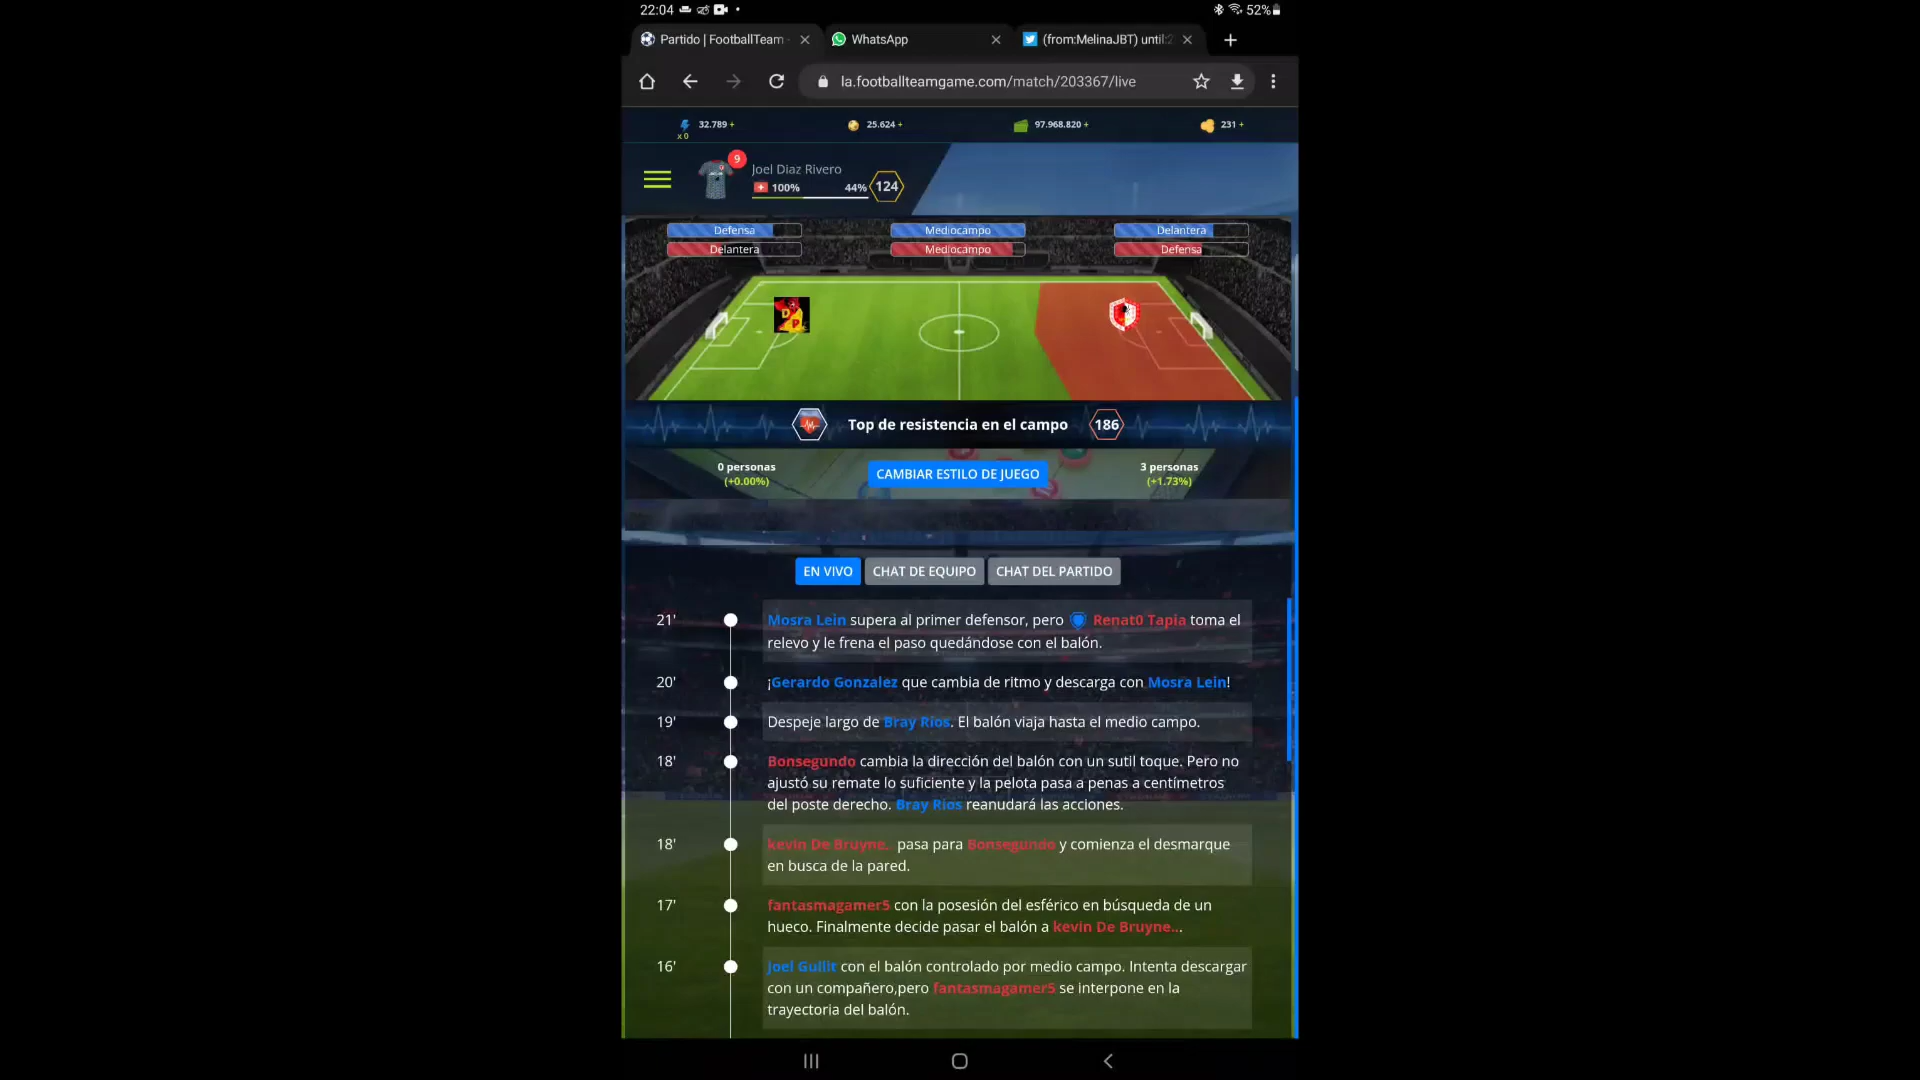 22:04
52%
Partido | FootballTeam -
WhatsApp
(from:MelinaJBT) until:2
la.footballteamgame.com/match/203367/live
x 0
32.789 +
25.624 +
97.968.820 +
231 +
9
Joel Diaz Rivero
100%
44%
124
Defensa
Mediocampo
Delantera
Delantera
Mediocampo
Defensa
Top de resistencia en el campo
186
0 personas
(+0.00%)
CAMBIAR ESTILO DE JUEGO
3 personas
(+1.73%)
EN VIVO
CHAT DE EQUIPO
CHAT DEL PARTIDO
21'
Mosra Lein supera al primer defensor, pero Renat0 Tapia toma el
relevo y le frena el paso quedándose con el balón.
20'
¡Gerardo Gonzalez que cambia de ritmo y descarga con Mosra Lein!
19'
Despeje largo de Bray Rios. El balón viaja hasta el medio campo.
18'
Bonsegundo cambia la dirección del balón con un sutil toque. Pero no
ajustó su remate lo suficiente y la pelota pasa a penas a centímetros
del poste derecho. Bray Rios reanudará las acciones.
18'
kevin De Bruyne.. pasa para Bonsegundo y comienza el desmarque
en busca de la pared.
17'
fantasmagamer5 con la posesión del esférico en búsqueda de un
hueco. Finalmente decide pasar el balón a kevin De Bruyne...
16'
Joel Gullit con el balón controlado por medio campo. Intenta descargar
con un compañero,pero fantasmagamer5 se interpone en la
trayectoria del balón.